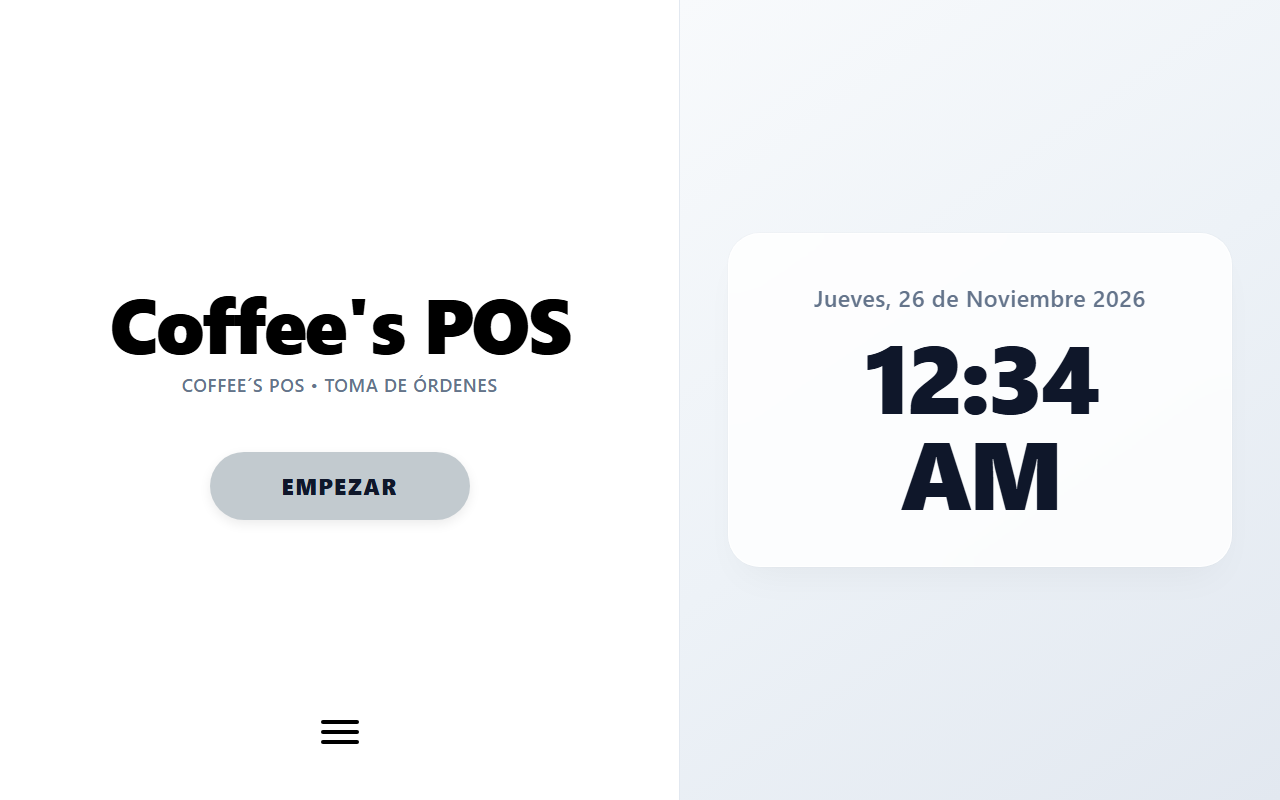 Coffee's POS
COFFEE´S POS • TOMA DE ÓRDENES
EMPEZAR
Jueves, 26 de Noviembre 2026
12:34
AM